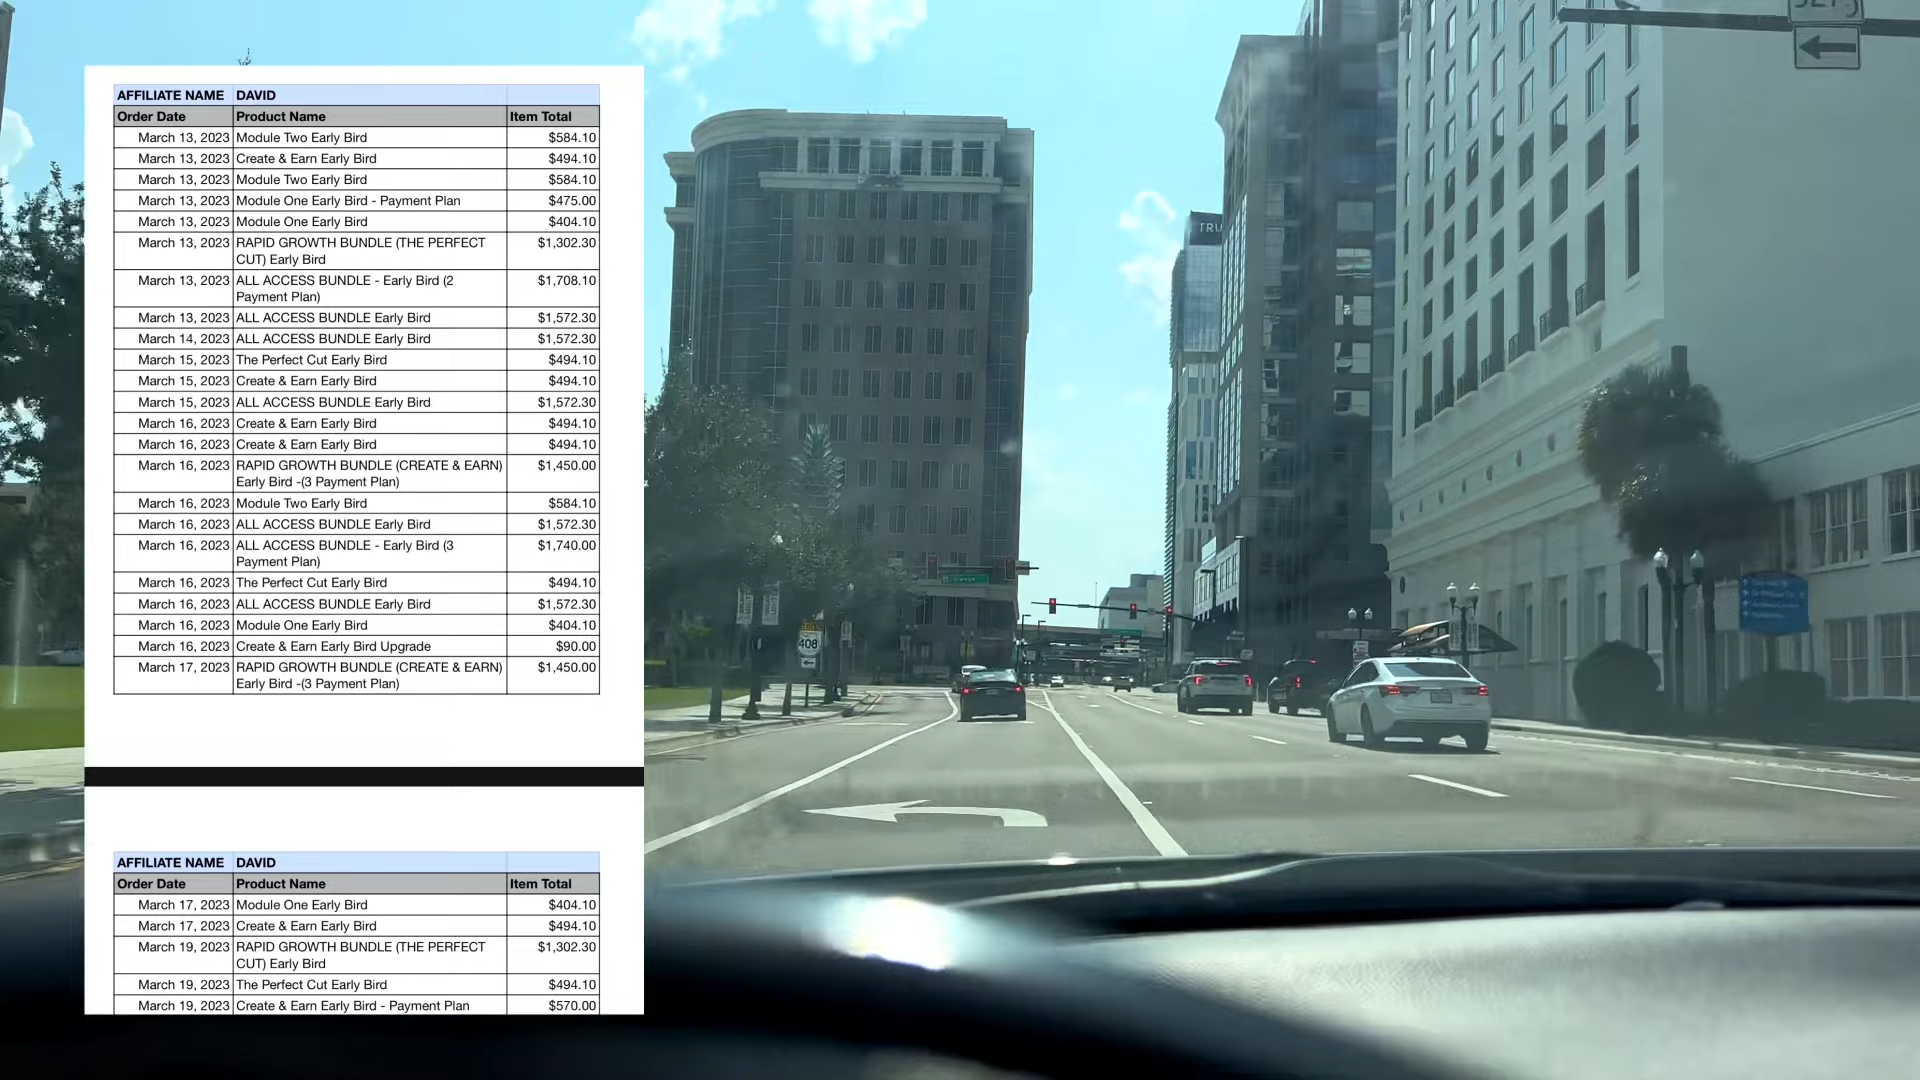 AFFILIATE NAME DAVID
Order Date Product Name Item Total
March 13, 2023 Module Two Early Bird $584.10
March 13, 2023 Create & Earn Early Bird $494.10
March 13, 2023 Module Two Early Bird $584.10
March 13, 2023 Module One Early Bird - Payment Plan $475.00
March 13, 2023 Module One Early Bird $404.10
March 13, 2023 RAPID GROWTH BUNDLE (THE PERFECT $1,302.30
CUT) Early Bird
March 13, 2023 ALL ACCESS BUNDLE - Early Bird (2 $1,708.10
Payment Plan)
March 13, 2023 ALL ACCESS BUNDLE Early Bird $1,572.30
March 14, 2023 ALL ACCESS BUNDLE Early Bird $1,572.30
March 15, 2023 The Perfect Cut Early Bird $494.10
March 15, 2023 Create & Earn Early Bird $494.10
March 15, 2023 ALL ACCESS BUNDLE Early Bird $1,572.30
March 16, 2023 Create & Earn Early Bird $494.10
March 16, 2023 Create & Earn Early Bird $494.10
March 16, 2023 RAPID GROWTH BUNDLE (CREATE & EARN) $1,450.00
Early Bird -(3 Payment Plan)
March 16, 2023 Module Two Early Bird $584.10
March 16, 2023 ALL ACCESS BUNDLE Early Bird $1,572.30
March 16, 2023 ALL ACCESS BUNDLE - Early Bird (3 $1,740.00
Payment Plan)
March 16, 2023 The Perfect Cut Early Bird $494.10
March 16, 2023 ALL ACCESS BUNDLE Early Bird $1,572.30
March 16, 2023 Module One Early Bird $404.10
March 16, 2023 Create & Earn Early Bird Upgrade $90.00
March 17, 2023 RAPID GROWTH BUNDLE (CREATE & EARN) $1,450.00
Early Bird -(3 Payment Plan)
AFFILIATE NAME DAVID
Order Date Product Name Item Total
March 17, 2023 Module One Early Bird $404.10
March 17, 2023 Create & Earn Early Bird $494.10
March 19, 2023 RAPID GROWTH BUNDLE (THE PERFECT $1,302.30
CUT) Early Bird
March 19, 2023 The Perfect Cut Early Bird $494.10
March 19, 2023 Create & Earn Early Bird - Payment Plan $570.00
TRU
Orange
408